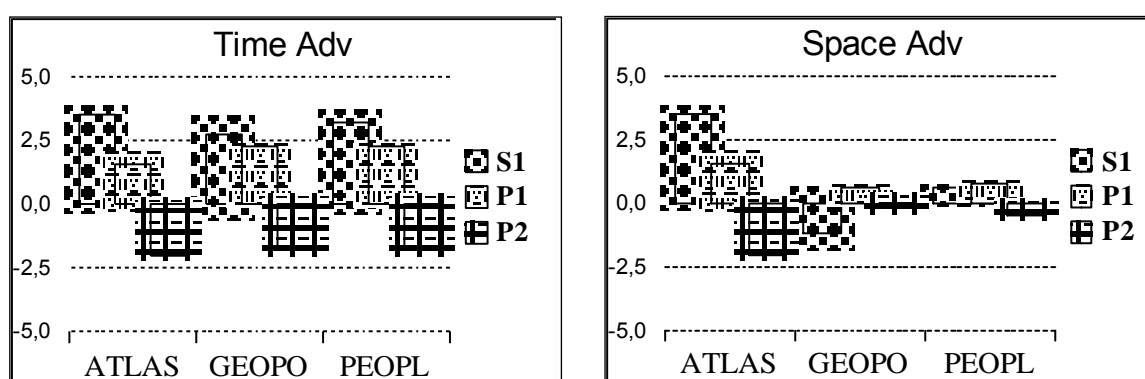 Time Adv
5,0
2,5
0,0
-2,5
-5,0
ATLAS GEOPO PEOPL
S1
P1
P2
Space Adv
5,0
2,5
0,0
-2,5
-5,0
ATLAS GEOPO PEOPL
S1
P1
P2